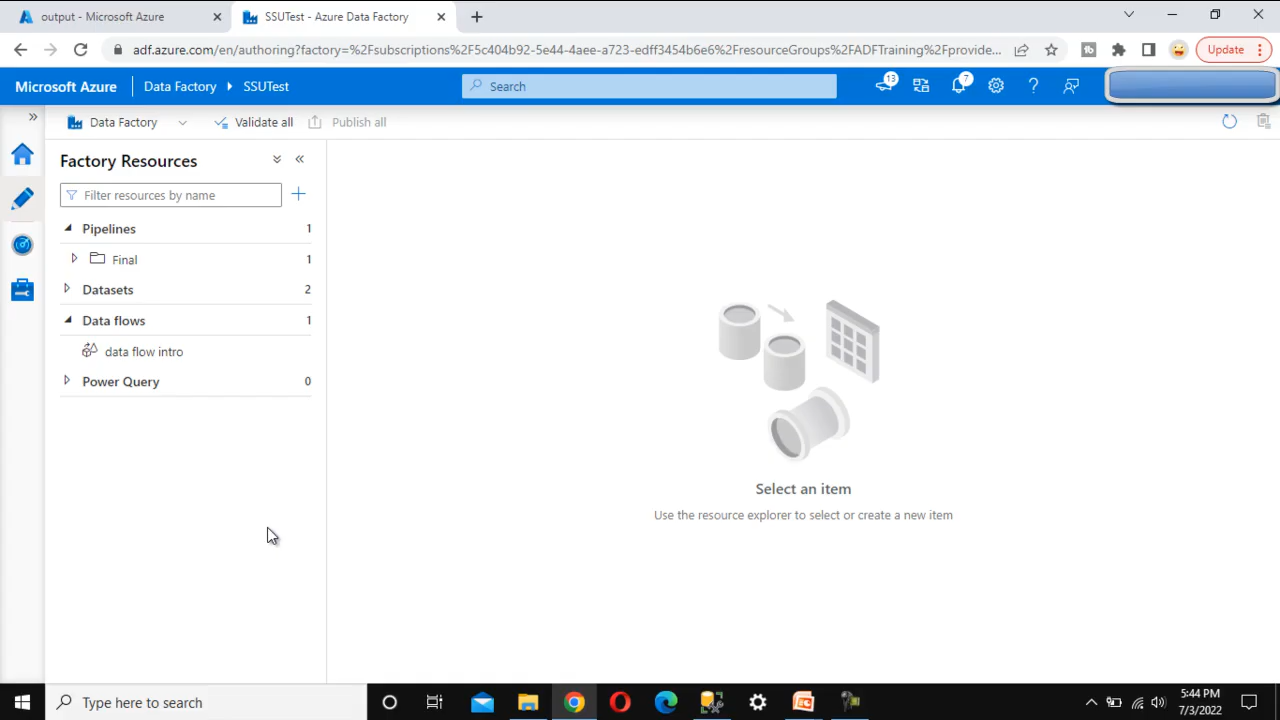 output - Microsoft Azure
SSUTest - Azure Data Factory
adf.azure.com/en/authoring?factory=%2Fsubscriptions%2F5c404b92-5e44-4aee-a723-edff3454b6e6%2FresourceGroups%2FADFTraining%2Fprovide...
Update
Microsoft Azure
Data Factory
SSUTest
Search
13
7
Data Factory
Validate all
Publish all
Factory Resources
Filter resources by name
Pipelines 1
Final 1
Datasets 2
Data flows 1
data flow intro
Power Query 0
Select an item
Use the resource explorer to select or create a new item
Type here to search
5:44 PM
7/3/2022